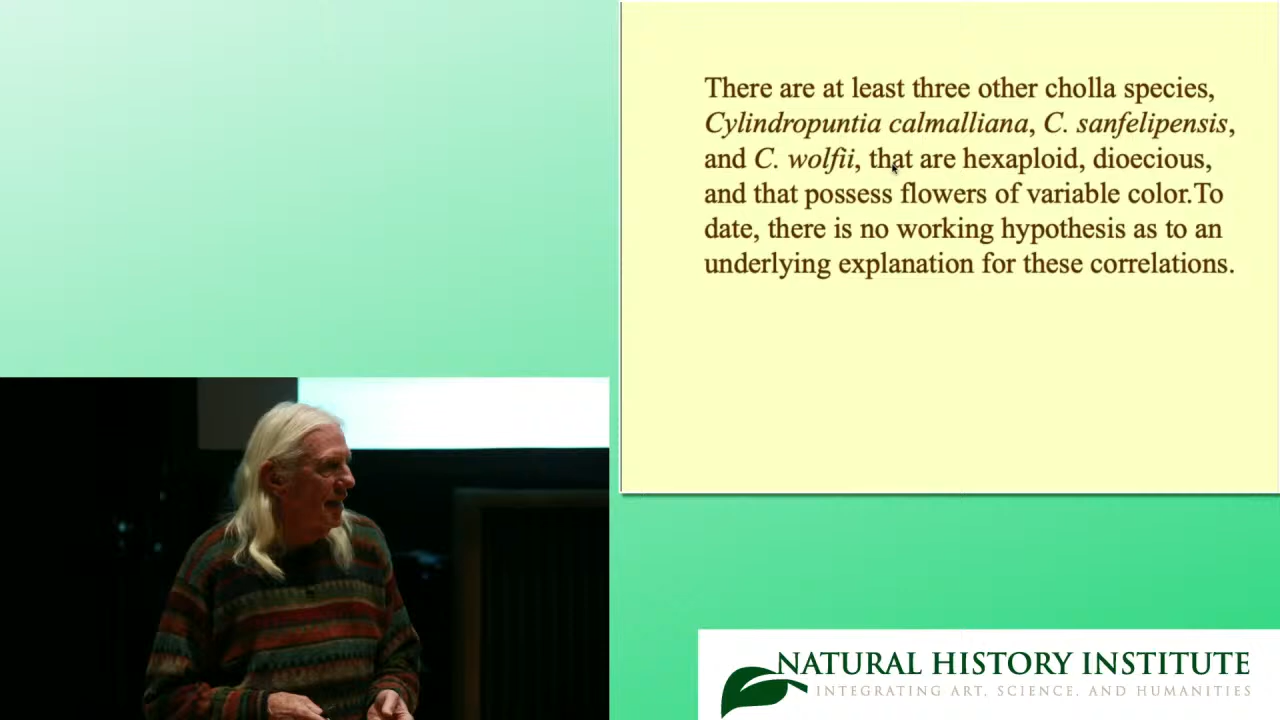 There are at least three other cholla species,
Cylindropuntia calmalliana, C. sanfelipensis,
and C. wolfii, that are hexaploid, dioecious,
and that possess flowers of variable color.To
date, there is no working hypothesis as to an
underlying explanation for these correlations.
NATURAL HISTORY INSTITUTE
INTEGRATING ART, SCIENCE, AND HUMANITIES